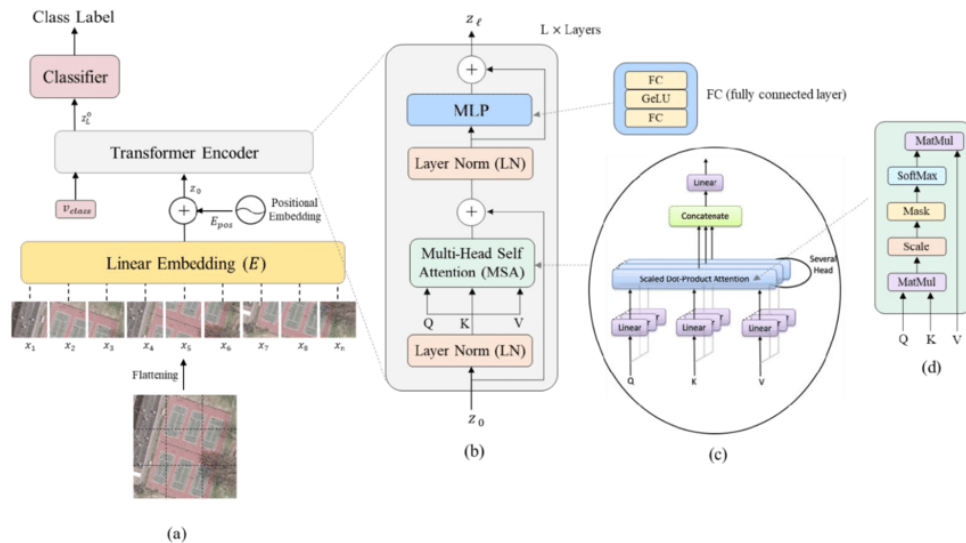 Class Label
Classifier
z_L^o
Transformer Encoder
v_class
z_0
Positional
Embedding
+
E_pos
Linear Embedding (E)
x_1 x_2 x_3 x_4 x_5 x_6 x_7 x_8 x_n
Flattening
(a)
z_ℓ
L × Layers
+
MLP
Layer Norm (LN)
+
Multi-Head Self
Attention (MSA)
Q K V
Layer Norm (LN)
z_0
(b)
FC
GeLU
FC
FC (fully connected layer)
Linear
Concatenate
Scaled Dot-Product Attention
Several
Head
Linear Linear Linear
Q K V
(c)
MatMul
SoftMax
Mask
Scale
MatMul
Q K V
(d)